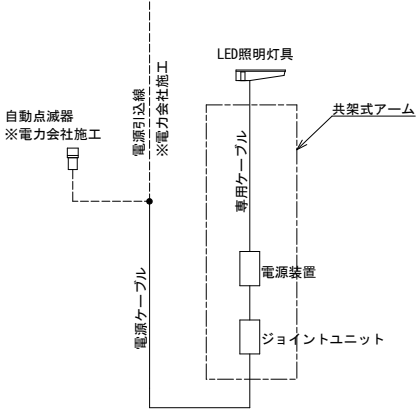 LED照明灯具
共架式アーム
自動点滅器
※電力会社施工
電源引込線
※電力会社施工
専用ケーブル
電源装置
電源ケーブル
ジョイントユニット